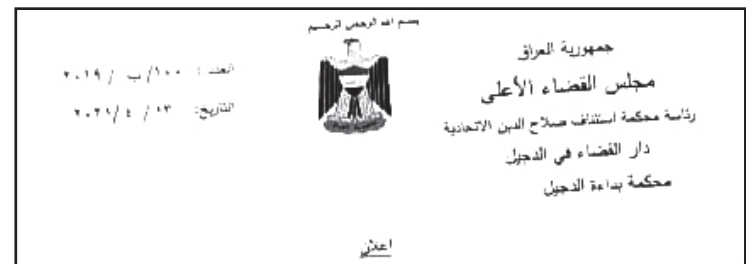 بسم الله الرحمن الرحيم
جمهورية العراق
مجلس القضاء الأعلى
رئاسة محكمة استئناف صلاح الدين الاتحادية
دار القضاء في الدجيل
محكمة بداءة الدجيل
العدد : ١٠٠/ب / ٢٠١٩
التاريخ: ١٣ / ٤ /٢٠٢١
اعلان